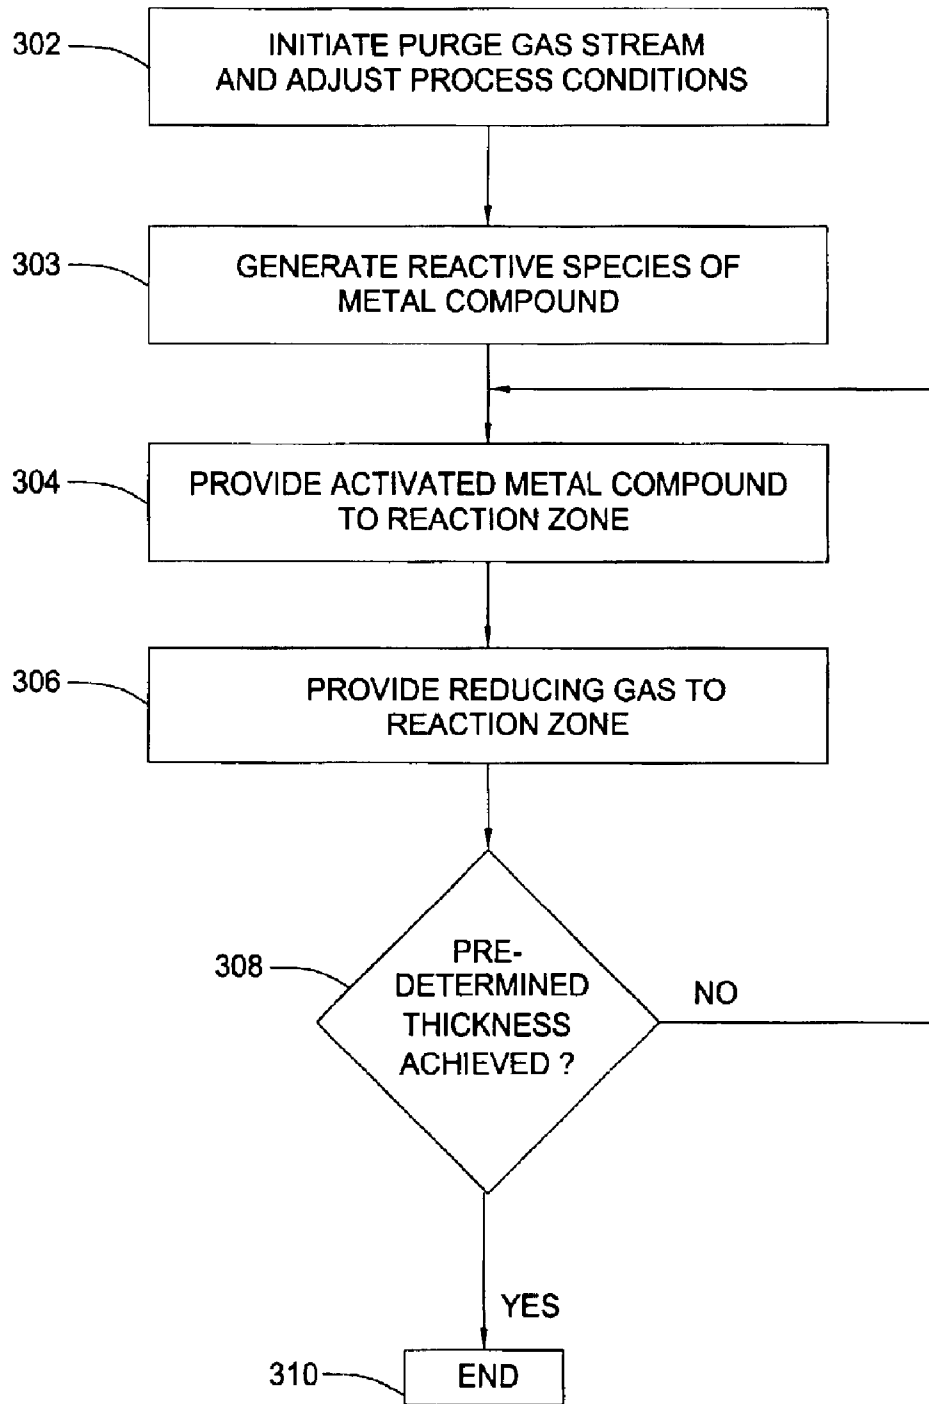 302
INITIATE PURGE GAS STREAM
AND ADJUST PROCESS CONDITIONS
303
GENERATE REACTIVE SPECIES OF
METAL COMPOUND
304
PROVIDE ACTIVATED METAL COMPOUND
TO REACTION ZONE
306
PROVIDE REDUCING GAS TO
REACTION ZONE
308
PRE-
DETERMINED
THICKNESS
ACHIEVED ?
NO
YES
310
END